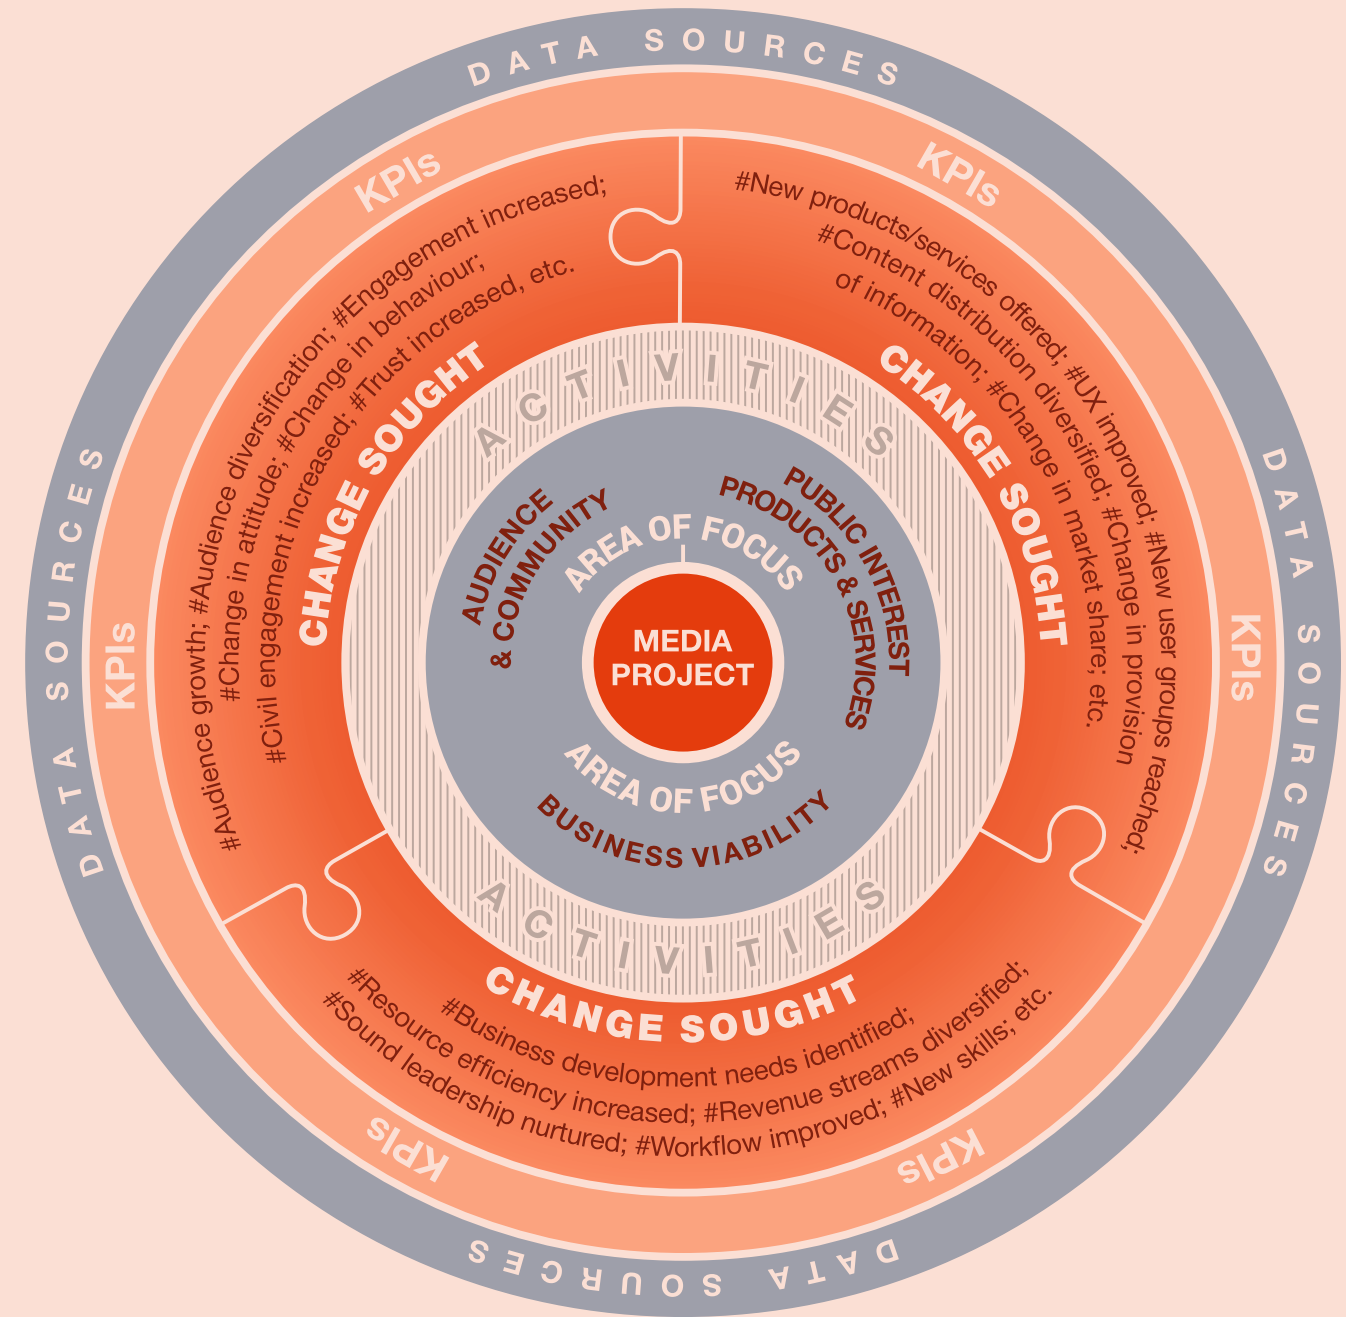 DATA SOURCES
DATA SOURCES
DATA SOURCES
DATA SOURCES
KPIs
KPIs
KPIs
KPIs
KPIs
KPIs
#Audience growth; #Audience diversification; #Engagement increased;
#Change in attitude; #Change in behaviour;
#Civil engagement increased; #Trust increased, etc.
CHANGE SOUGHT
#New products/services offered; #UX improved; #New user groups reached;
#Content distribution diversified; #Change in provision
of information; #Change in market share; etc.
CHANGE SOUGHT
ACTIVITIES
AUDIENCE
& COMMUNITY
PUBLIC INTEREST
PRODUCTS & SERVICES
AREA OF FOCUS
MEDIA
PROJECT
AREA OF FOCUS
BUSINESS VIABILITY
ACTIVITIES
CHANGE SOUGHT
#Business development needs identified;
#Resource efficiency increased; #Revenue streams diversified;
#Sound leadership nurtured; #Workflow improved; #New skills; etc.